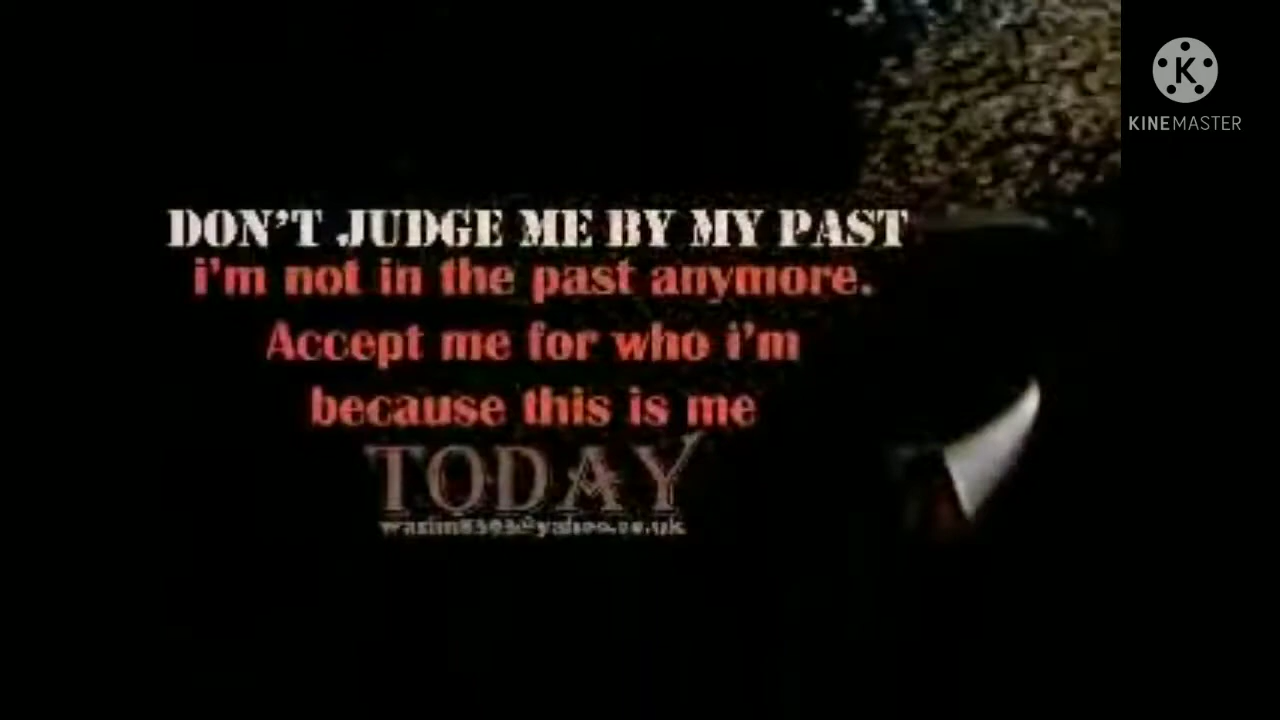 KINEMASTER
DON'T JUDGE ME BY MY PAST
i'm not in the past anymore.
Accept me for who i'm
because this is me
TODAY